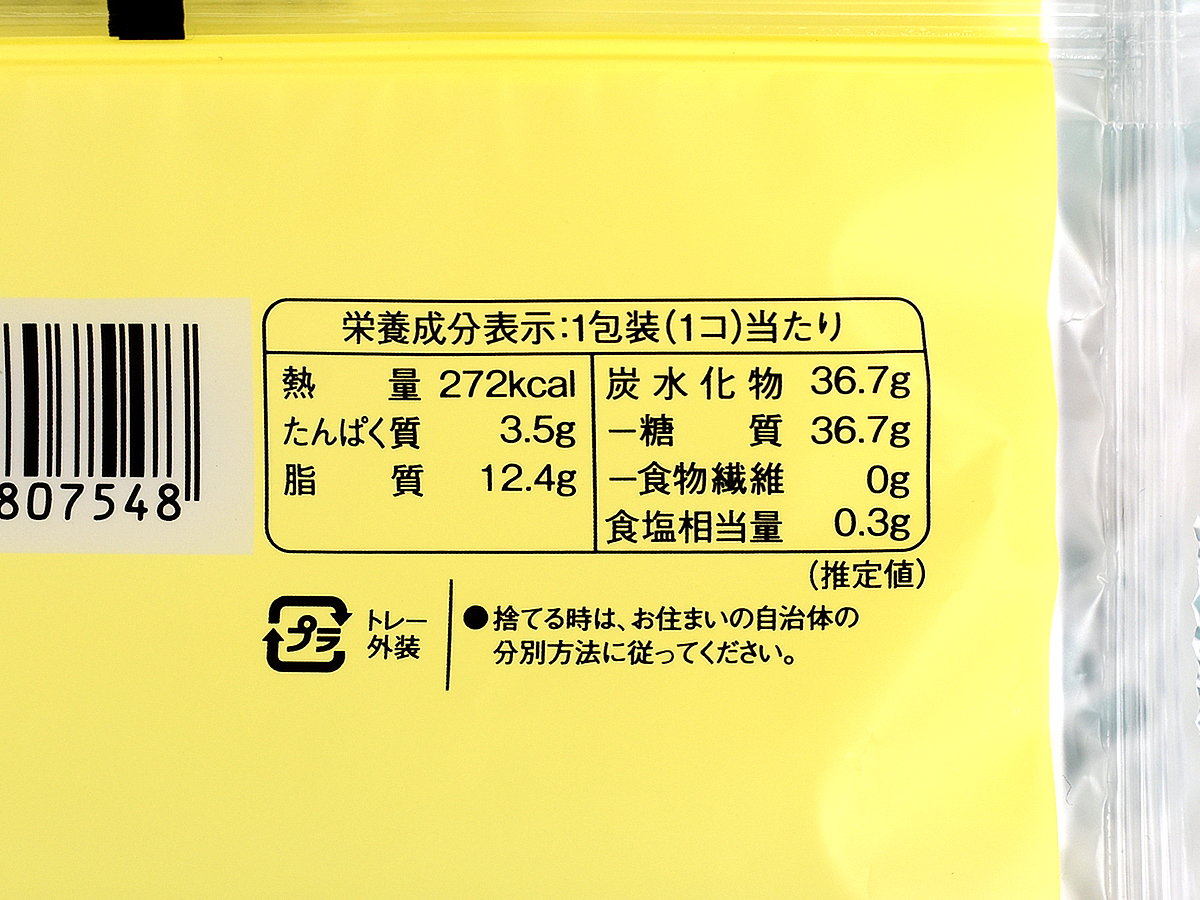 栄養成分表示:1包装(1コ)当たり
熱量 272kcal
たんぱく質 3.5g
脂質 12.4g
炭水化物 36.7g
−糖質 36.7g
−食物繊維 0g
食塩相当量 0.3g
(推定値)
807548
プラ
トレー
外装
●捨てる時は、お住まいの自治体の
分別方法に従ってください。